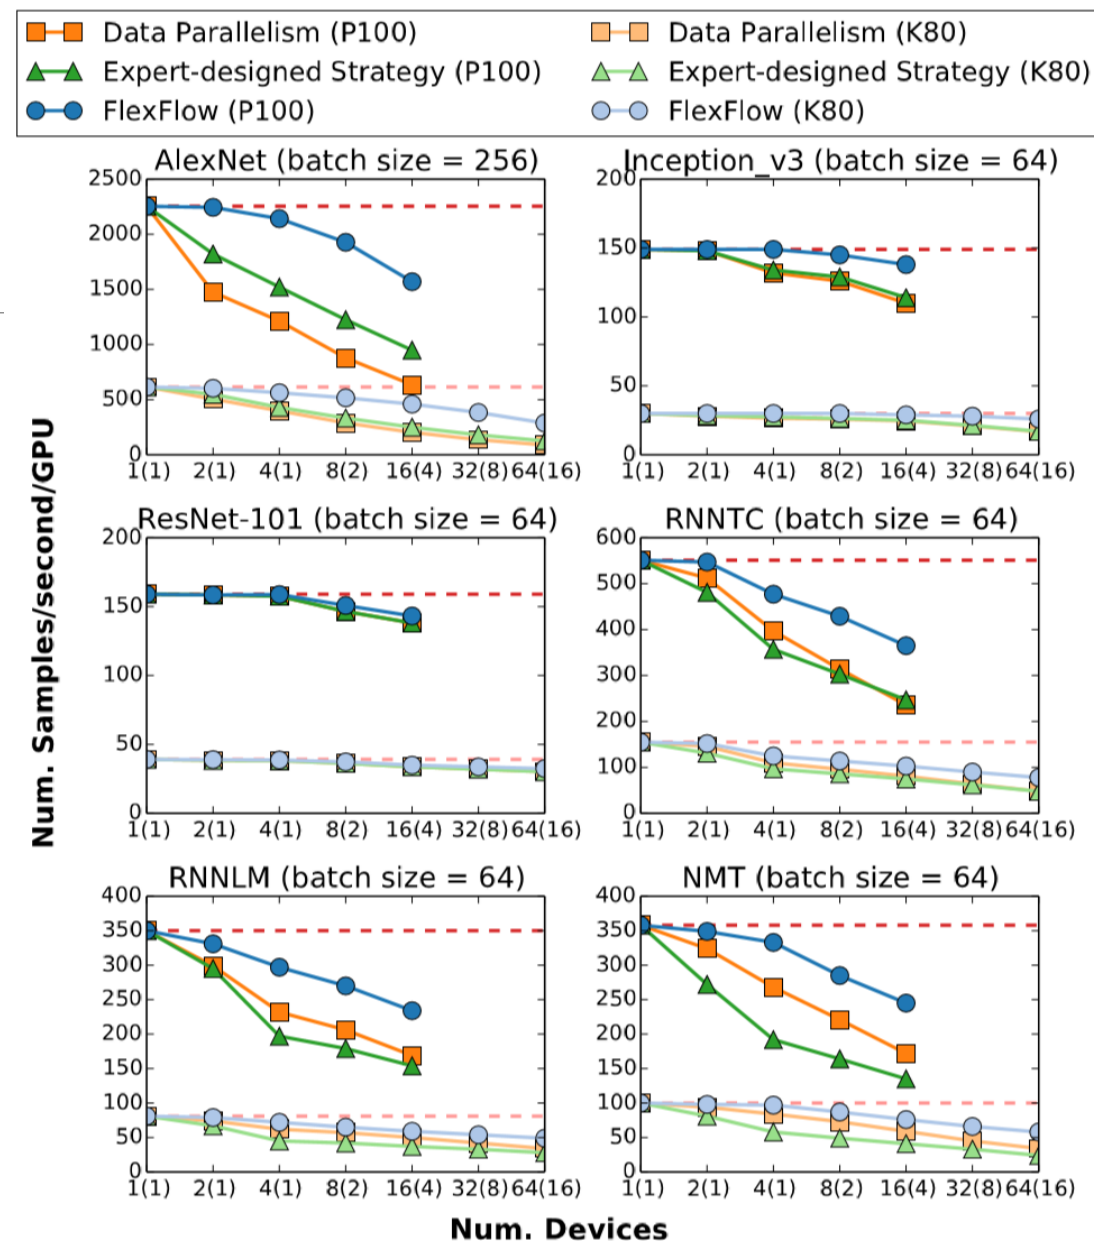 Data Parallelism (P100)
Data Parallelism (K80)
Expert-designed Strategy (P100)
Expert-designed Strategy (K80)
FlexFlow (P100)
FlexFlow (K80)
AlexNet (batch size = 256)
2500
2000
1500
1000
500
0
1(1) 2(1) 4(1) 8(2) 16(4) 32(8) 64(16)
Inception_v3 (batch size = 64)
200
150
100
50
0
1(1) 2(1) 4(1) 8(2) 16(4) 32(8) 64(16)
ResNet-101 (batch size = 64)
200
150
100
50
0
1(1) 2(1) 4(1) 8(2) 16(4) 32(8) 64(16)
RNNTC (batch size = 64)
600
500
400
300
200
100
0
1(1) 2(1) 4(1) 8(2) 16(4) 32(8) 64(16)
RNNLM (batch size = 64)
400
350
300
250
200
150
100
50
0
1(1) 2(1) 4(1) 8(2) 16(4) 32(8) 64(16)
NMT (batch size = 64)
400
350
300
250
200
150
100
50
0
1(1) 2(1) 4(1) 8(2) 16(4) 32(8) 64(16)
Num. Samples/second/GPU
Num. Devices